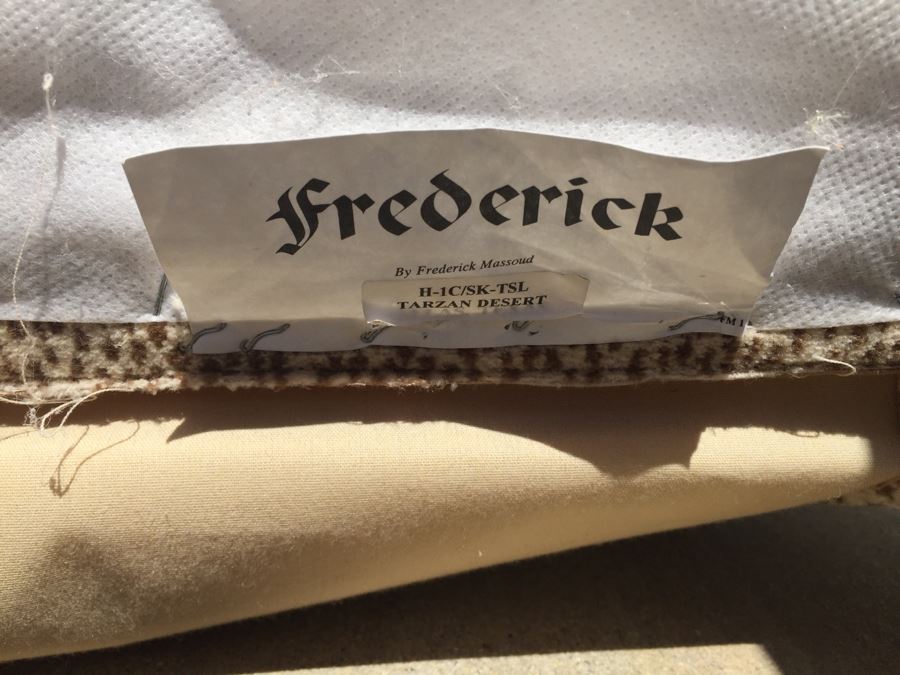 Frederick
By Frederick Massoud
H-1C/SK-TSL
TARZAN DESERT